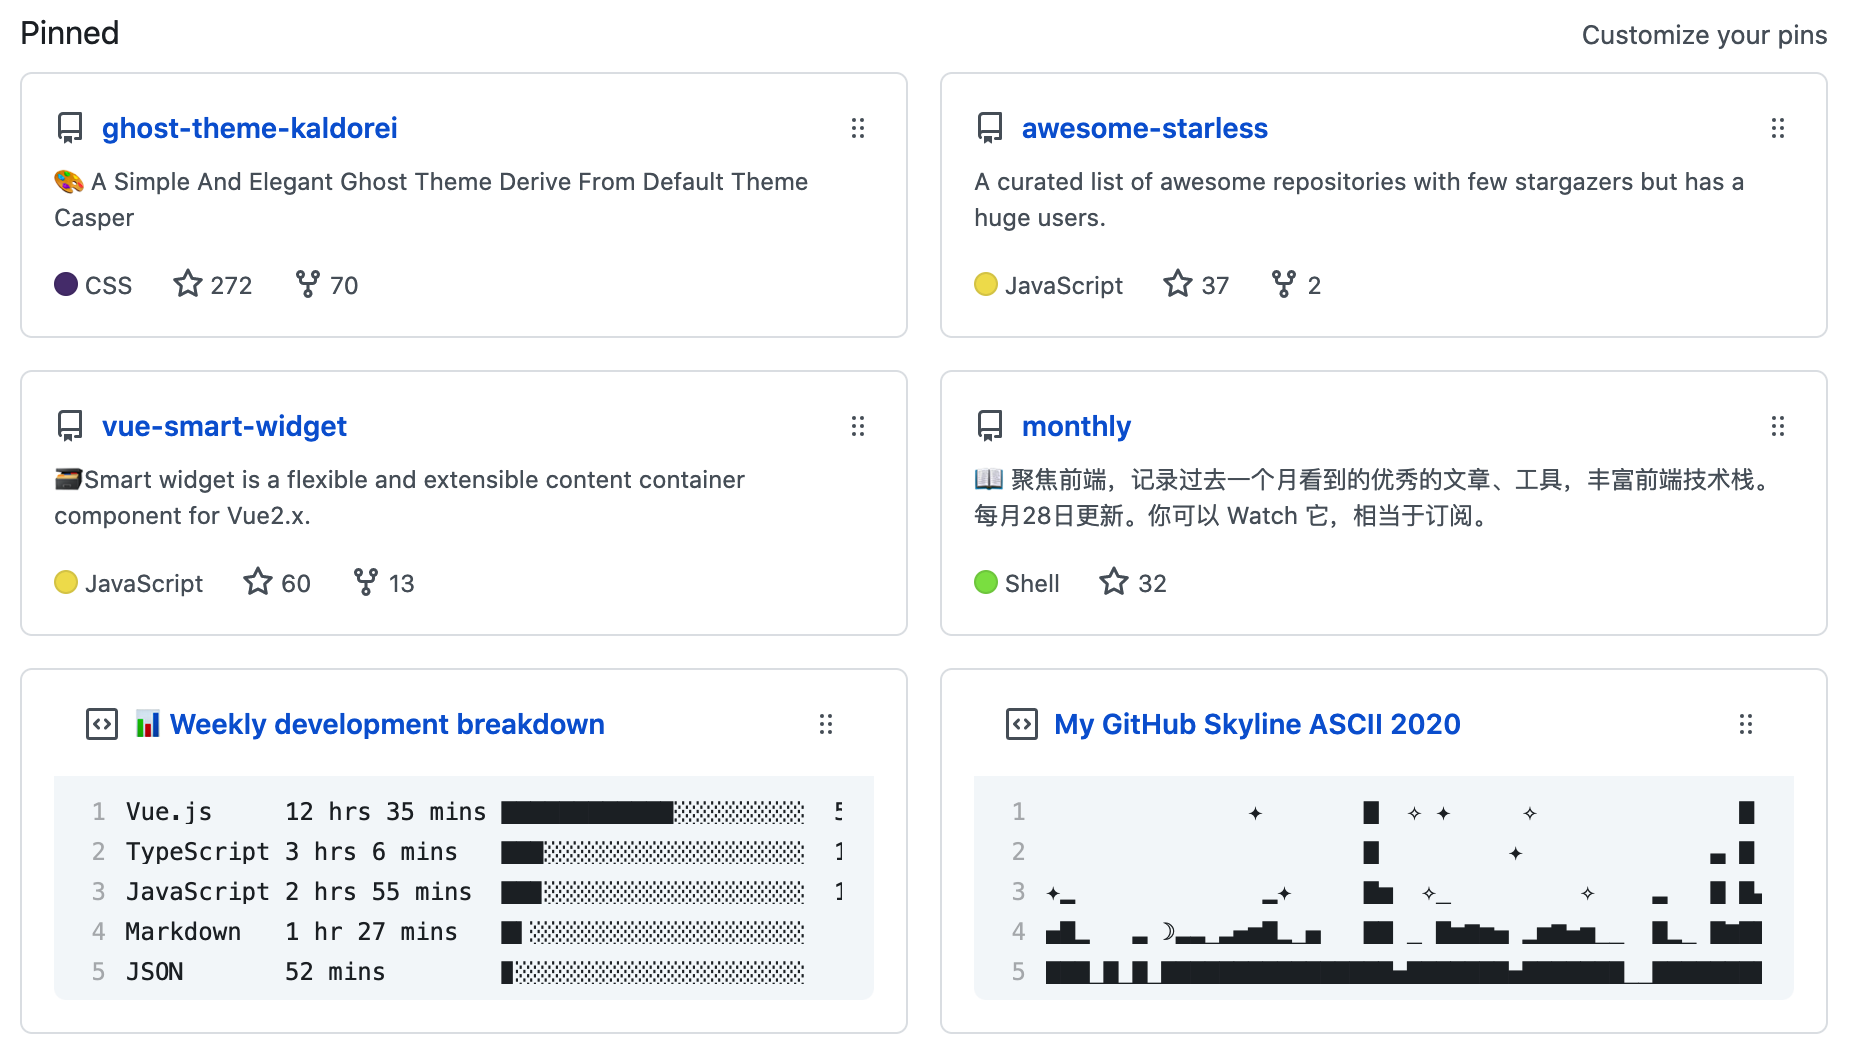 Pinned
Customize your pins
ghost-theme-kaldorei
🎨 A Simple And Elegant Ghost Theme Derive From Default Theme
Casper
CSS 272 70
awesome-starless
A curated list of awesome repositories with few stargazers but has a
huge users.
JavaScript 37 2
vue-smart-widget
🗃️Smart widget is a flexible and extensible content container
component for Vue2.x.
JavaScript 60 13
monthly
📖 聚焦前端，记录过去一个月看到的优秀的文章、工具，丰富前端技术栈。
每月28日更新。你可以 Watch 它，相当于订阅。
Shell 32
📊 Weekly development breakdown
1 Vue.js 12 hrs 35 mins 5
2 TypeScript 3 hrs 6 mins 1
3 JavaScript 2 hrs 55 mins 1
4 Markdown 1 hr 27 mins
5 JSON 52 mins
My GitHub Skyline ASCII 2020
1
2
3
4
5